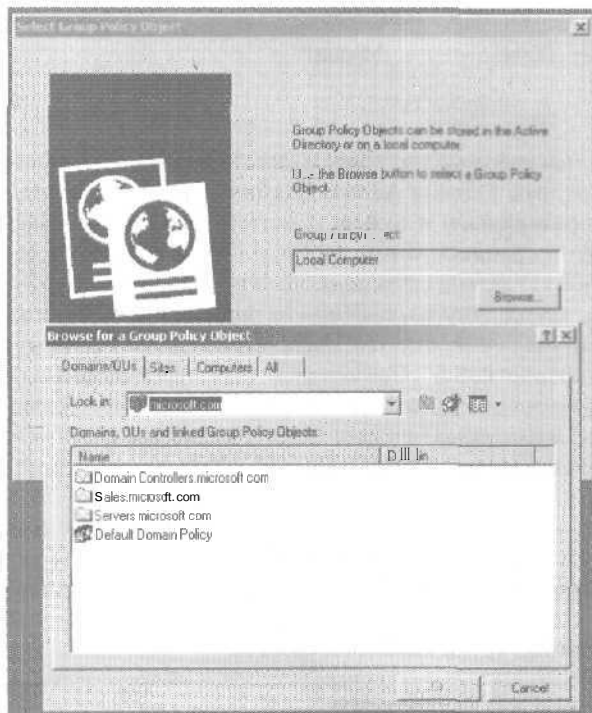 Select Group Policy Object
Group Policy Objects can be stored in the Active
Directory or on a local computer.
the Browse button to select a Group Policy
Object.
Group
Local Computer
Browse...
Browse for a Group Policy Object
Domains/OUs
Sites
Computers
All
Look in:
microsoft.com
Domains, OUs and linked Group Policy Objects:
Name
Domain Controllers.microsoft.com
Sales.microsoft.com
Servers.microsoft.com
Default Domain Policy
Cancel